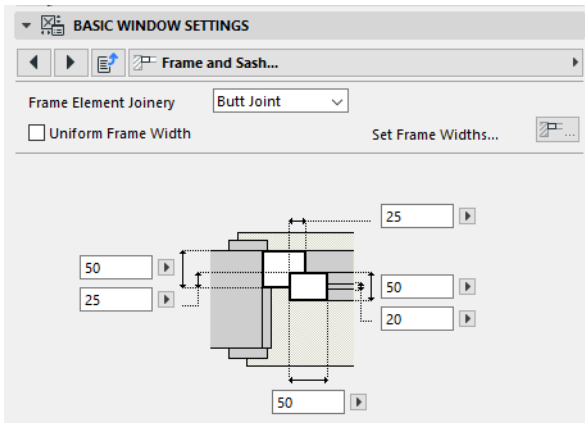 BASIC WINDOW SETTINGS
Frame and Sash...
Frame Element Joinery Butt Joint
Uniform Frame Width Set Frame Widths...
25
50
50
25
20
50